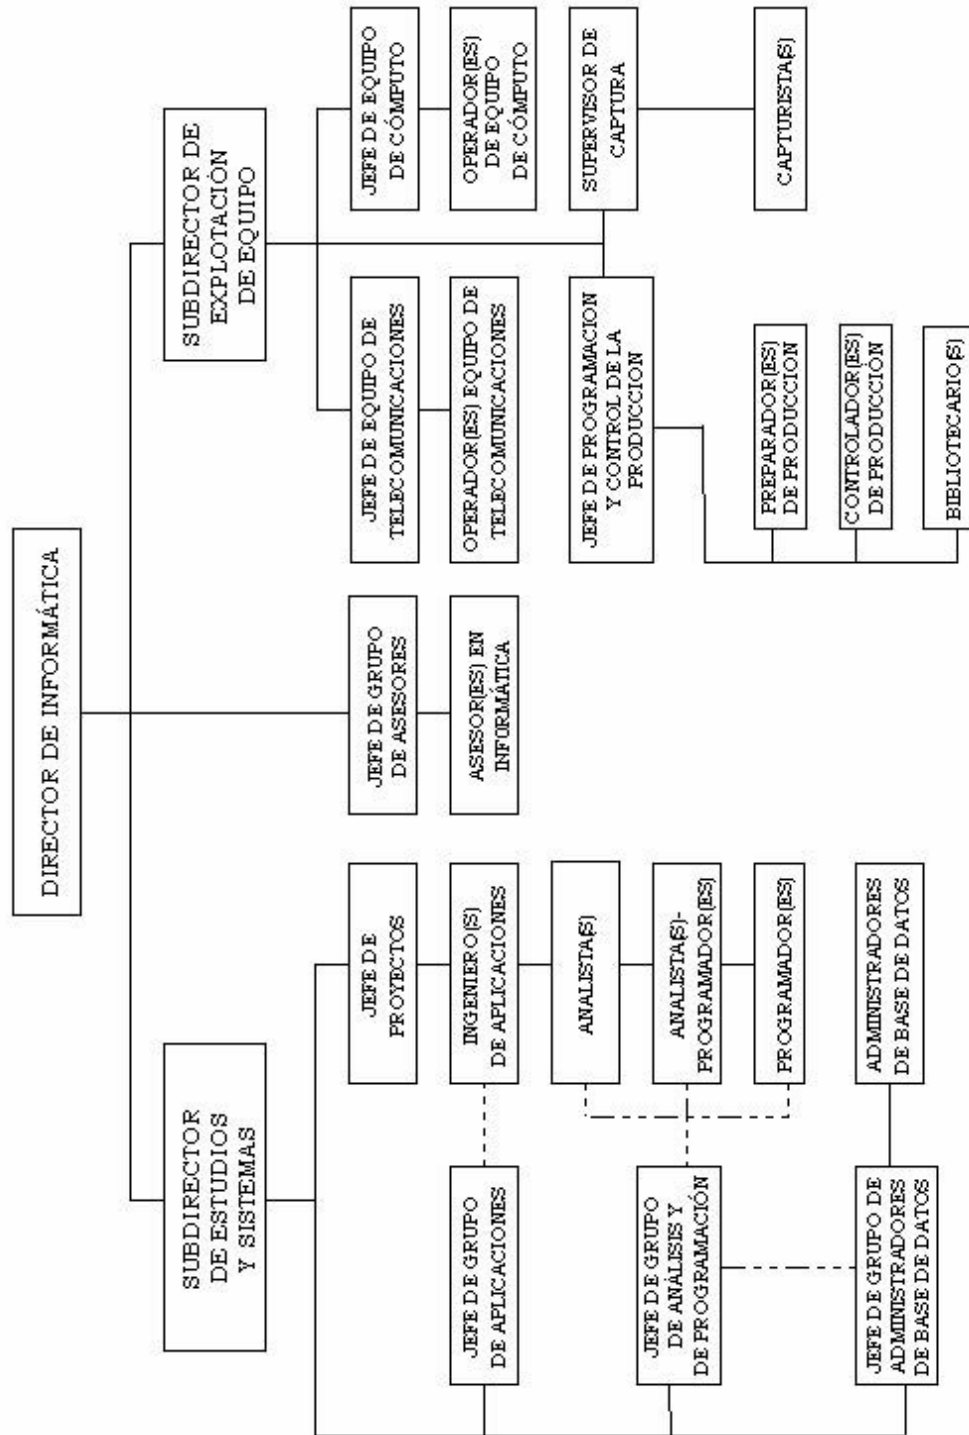 DIRECTOR DE INFORMÁTICA
SUBDIRECTOR
DE ESTUDIOS
Y SISTEMAS
SUBDIRECTOR DE
EXPLOTACIÓN
DE EQUIPO
JEFE DE
PROYECTOS
JEFE DE GRUPO
DE ASESORES
JEFE DE EQUIPO DE
TELECOMUNICACIONES
JEFE DE EQUIPO
DE CÓMPUTO
JEFE DE GRUPO
DE APLICACIONES
INGENIERO(S)
DE APLICACIONES
ASESOR(ES) EN
INFORMÁTICA
OPERADOR(ES) EQUIPO DE
TELECOMUNICACIONES
OPERADOR(ES)
DE EQUIPO
DE CÓMPUTO
ANALISTA(S)
JEFE DE PROGRAMACION
Y CONTROL DE LA
PRODUCCION
SUPERVISOR DE
CAPTURA
JEFE DE GRUPO
DE ANÁLISIS Y
DE PROGRAMACIÓN
ANALISTA(S)-
PROGRAMADOR(ES)
PROGRAMADOR(ES)
PREPARADOR(ES)
DE PRODUCCION
CAPTURISTA(S)
JEFE DE GRUPO DE
ADMINISTRADORES
DE BASE DE DATOS
ADMINISTRADORES
DE BASE DE DATOS
CONTROLADOR(ES)
DE PRODUCCIÓN
BIBLIOTECARIO(S)